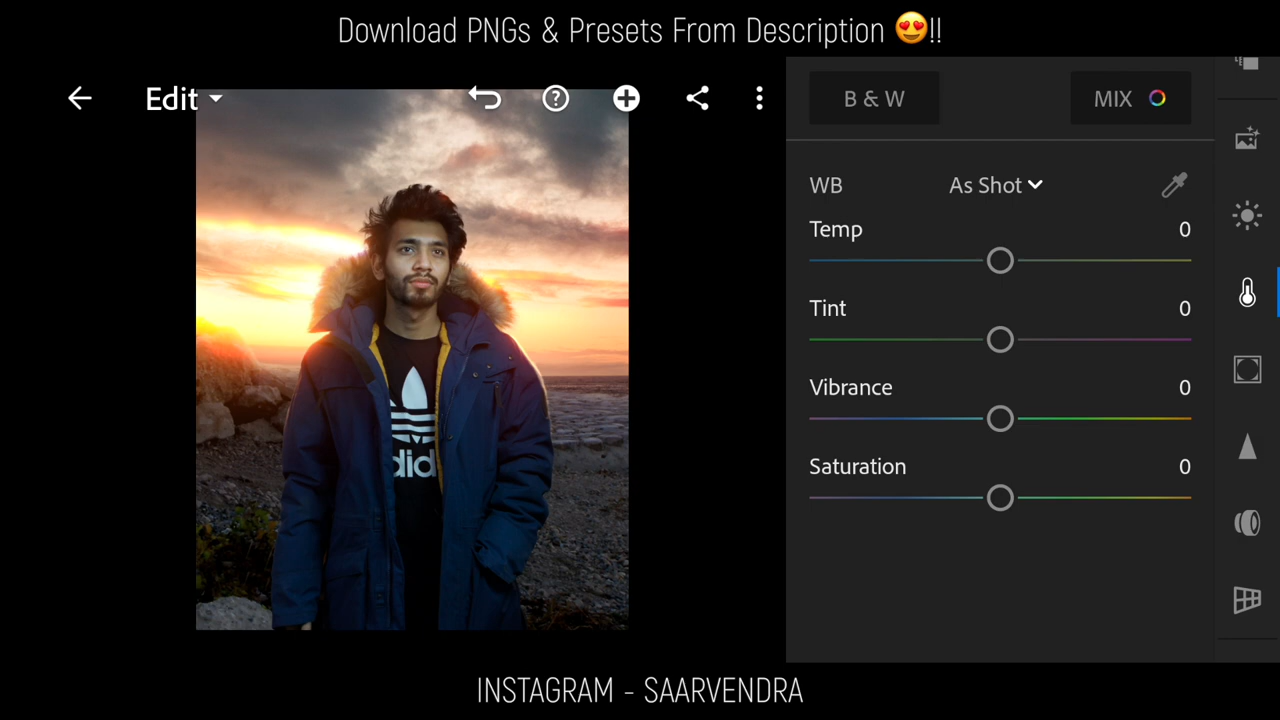 Download PNGs & Presets From Description 😍!!
Edit
B & W
MIX
WB
As Shot
Temp
0
Tint
0
Vibrance
0
Saturation
0
adid
INSTAGRAM - SAARVENDRA